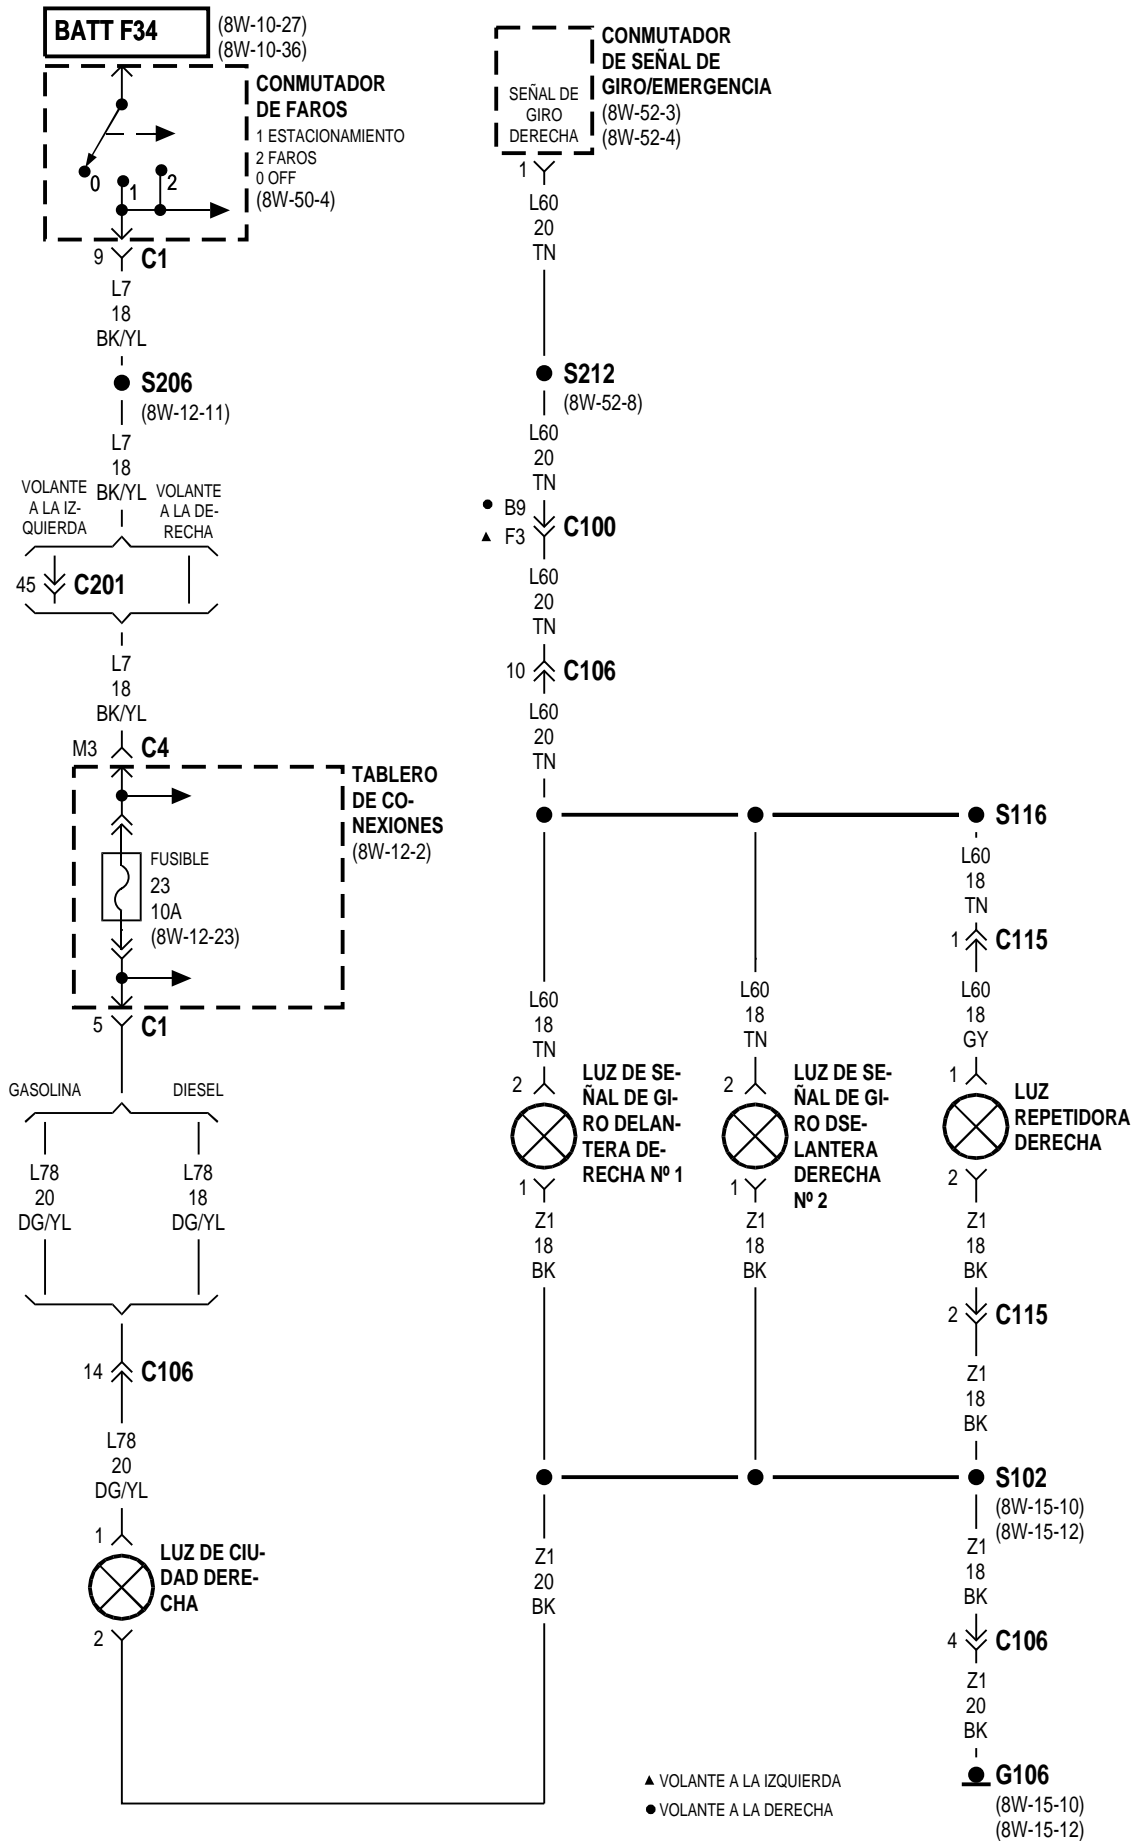 BATT F34
(8W-10-27)
(8W-10-36)
CONMUTADOR
DE FAROS
1 ESTACIONAMIENTO
2 FAROS
0 OFF
(8W-50-4)
0
1
2
9
C1
L7
18
BK/YL
S206
(8W-12-11)
L7
18
BK/YL
VOLANTE
A LA IZ-
QUIERDA
VOLANTE
A LA DE-
RECHA
45
C201
L7
18
BK/YL
M3
C4
TABLERO
DE CO-
NEXIONES
(8W-12-2)
FUSIBLE
23
10A
(8W-12-23)
5
C1
GASOLINA
DIESEL
L78
20
DG/YL
L78
18
DG/YL
14
C106
L78
20
DG/YL
1
LUZ DE CIU-
DAD DERE-
CHA
2
CONMUTADOR
DE SEÑAL DE
GIRO/EMERGENCIA
(8W-52-3)
(8W-52-4)
SEÑAL DE
GIRO
DERECHA
1
L60
20
TN
S212
(8W-52-8)
L60
20
TN
● B9
▲ F3
C100
L60
20
TN
10
C106
L60
20
TN
S116
L60
18
TN
2
LUZ DE SE-
ÑAL DE GI-
RO DELAN-
TERA DE-
RECHA Nº 1
1
Z1
18
BK
L60
18
TN
2
LUZ DE SE-
ÑAL DE GI-
RO DSE-
LANTERA
DERECHA
Nº 2
1
Z1
18
BK
L60
18
TN
1
C115
L60
18
GY
1
LUZ
REPETIDORA
DERECHA
2
Z1
18
BK
2
C115
Z1
18
BK
S102
(8W-15-10)
(8W-15-12)
Z1
20
BK
Z1
18
BK
4
C106
Z1
20
BK
G106
(8W-15-10)
(8W-15-12)
▲ VOLANTE A LA IZQUIERDA
● VOLANTE A LA DERECHA